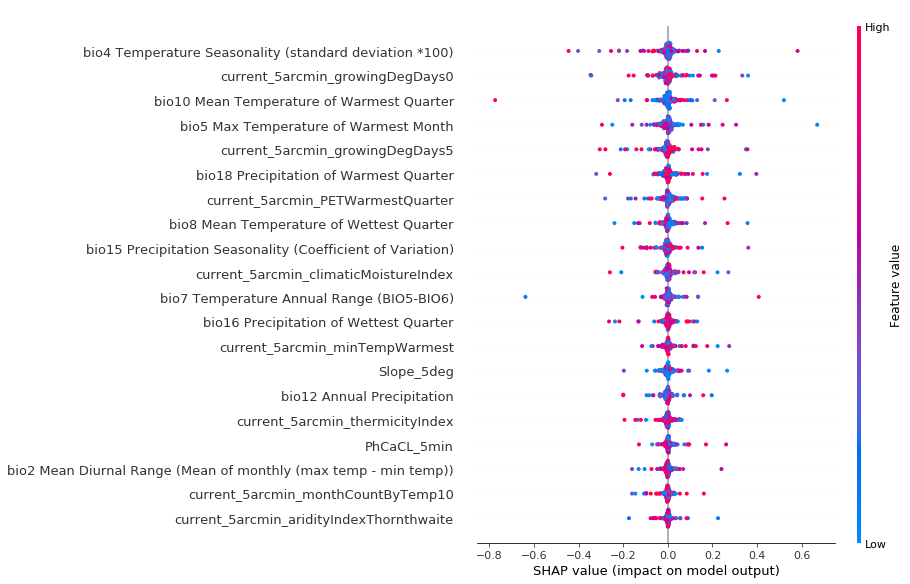 High
bio4 Temperature Seasonality (standard deviation *100)
current_5arcmin_growingDegDays0
bio10 Mean Temperature of Warmest Quarter
bio5 Max Temperature of Warmest Month
current_5arcmin_growingDegDays5
bio18 Precipitation of Warmest Quarter
current_5arcmin_PETWarmestQuarter
bio8 Mean Temperature of Wettest Quarter
bio15 Precipitation Seasonality (Coefficient of Variation)
current_5arcmin_climaticMoistureIndex
bio7 Temperature Annual Range (BIO5-BIO6)
bio16 Precipitation of Wettest Quarter
current_5arcmin_minTempWarmest
Slope_5deg
bio12 Annual Precipitation
current_5arcmin_thermicityIndex
PhCaCL_5min
bio2 Mean Diurnal Range (Mean of monthly (max temp - min temp))
current_5arcmin_monthCountByTemp10
current_5arcmin_aridityIndexThornthwaite
Feature value
Low
−0.8 −0.6 −0.4 −0.2 0.0 0.2 0.4 0.6
SHAP value (impact on model output)